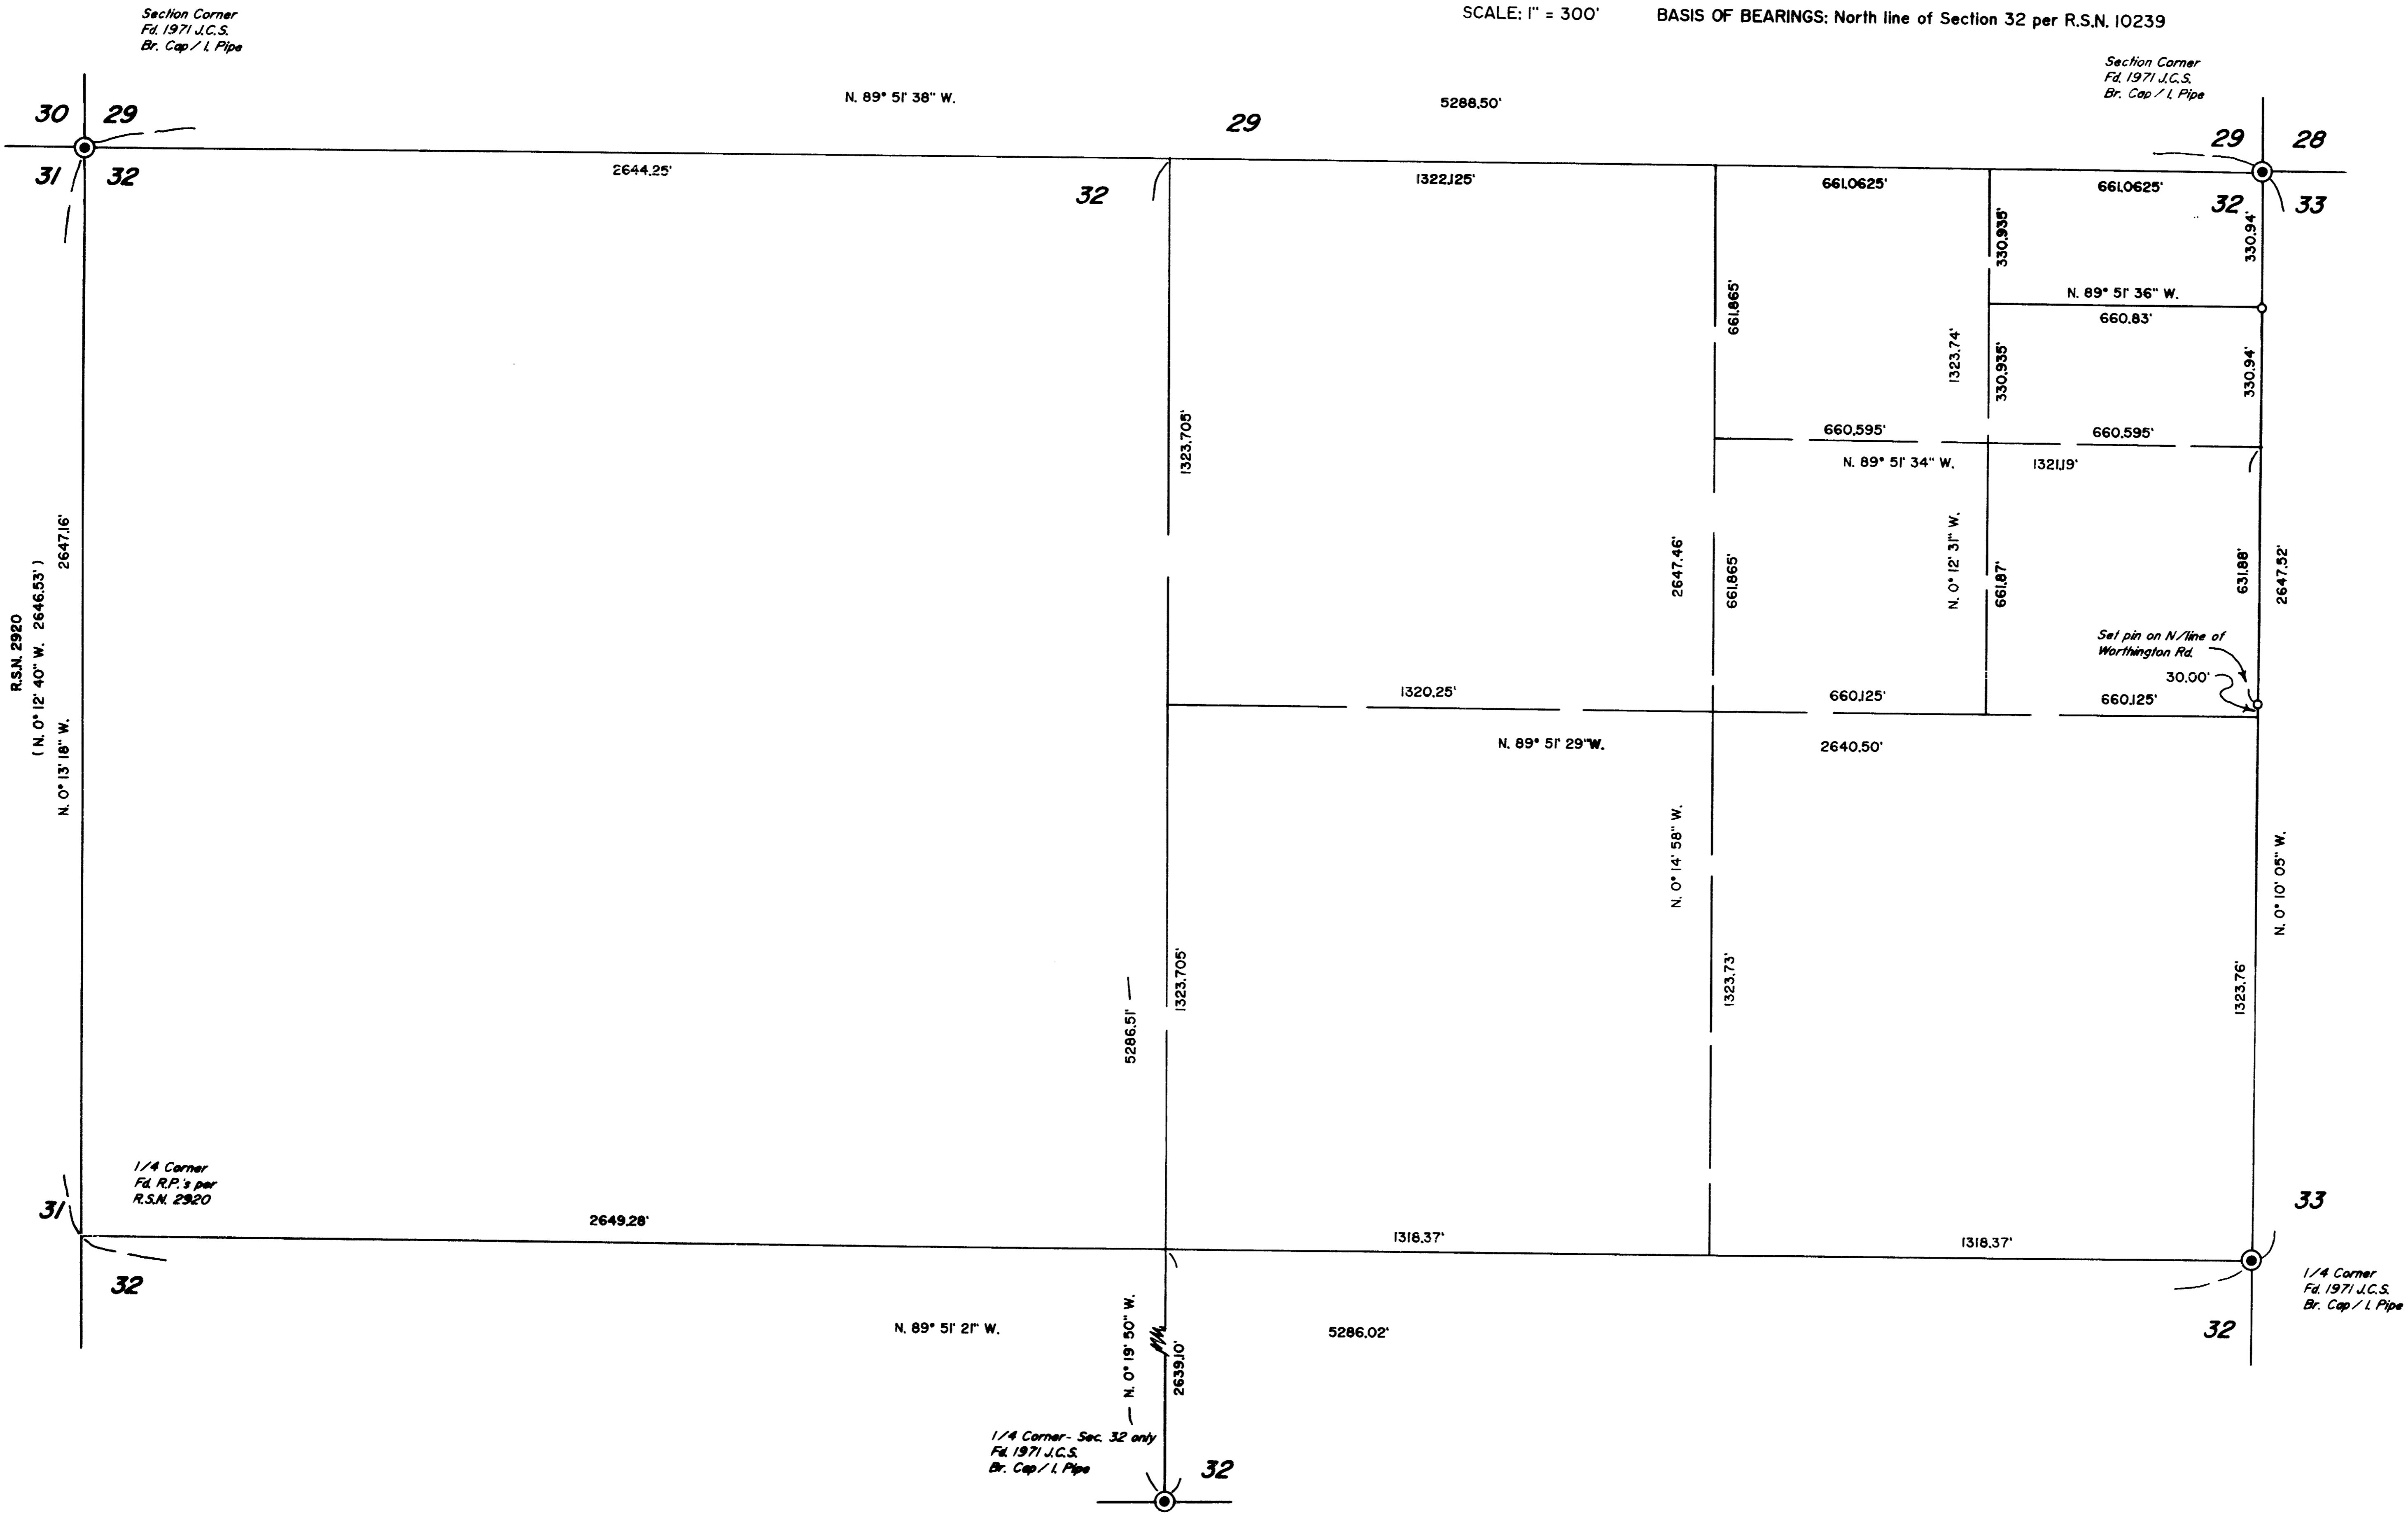 SCALE: 1" = 300'
BASIS OF BEARINGS: North line of Section 32 per R.S.N. 10239
Section Corner
Fd. 1971 J.C.S.
Br. Cap / I. Pipe
Section Corner
Fd. 1971 J.C.S.
Br. Cap / I. Pipe
N. 89° 51' 38" W.
5288.50'
30
29
29
29
28
31
32
2644.25'
32
1322.125'
661.0625'
661.0625'
32
33
330.935'
330.94'
661.865'
N. 89° 51' 36" W.
660.83'
1323.74'
330.935'
330.94'
1323.705'
660.595'
660.595'
N. 89° 51' 34" W.
1321.19'
R.S.N. 2920
( N. 0° 12' 40" W. 2646.53' )
N. 0° 13' 18" W.
2647.16'
2647.46'
661.865'
N. 0° 12' 31" W.
661.87'
631.88'
2647.52'
Set pin on N/line of
Worthington Rd.
30.00'
1320.25'
660.125'
660.125'
N. 89° 51' 29" W.
2640.50'
N. 0° 14' 58" W.
N. 0° 10' 05" W.
5286.51'
1323.705'
1323.73'
1323.76'
1/4 Corner
Fd. R.P.'s per
R.S.N. 2920
31
2649.28'
1318.37'
1318.37'
33
32
1/4 Corner
Fd. 1971 J.C.S.
Br. Cap / I. Pipe
N. 89° 51' 21" W.
N. 0° 19' 50" W.
2639.10'
5286.02'
32
1/4 Corner - Sec. 32 only
Fd. 1971 J.C.S.
Br. Cap / I. Pipe
32